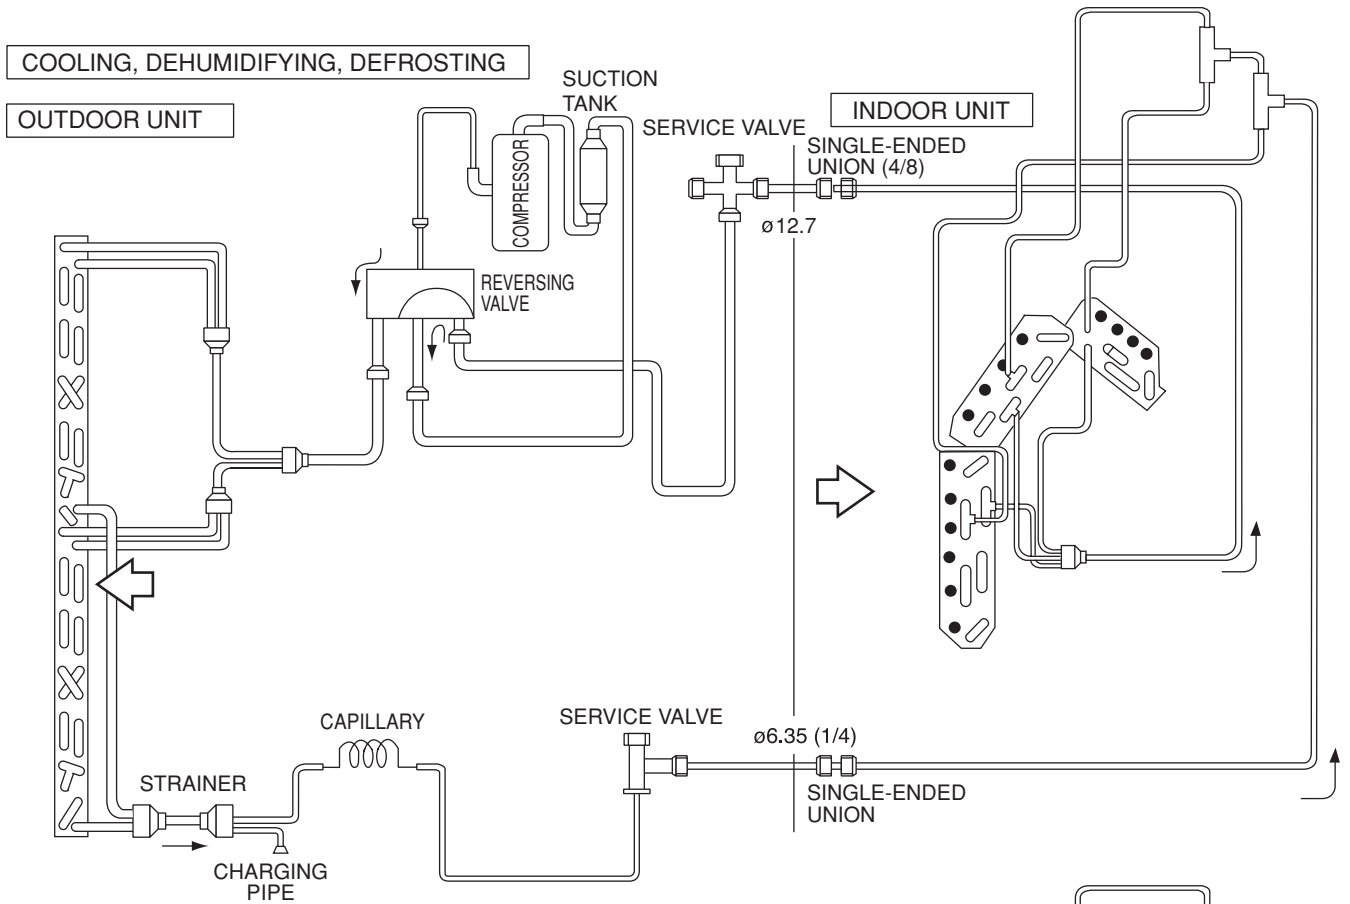 COOLING, DEHUMIDIFYING, DEFROSTING
OUTDOOR UNIT
SUCTION
TANK
COMPRESSOR
SERVICE VALVE
INDOOR UNIT
SINGLE-ENDED
UNION (4/8)
ø12.7
REVERSING
VALVE
CAPILLARY
SERVICE VALVE
ø6.35 (1/4)
STRAINER
SINGLE-ENDED
UNION
CHARGING
PIPE